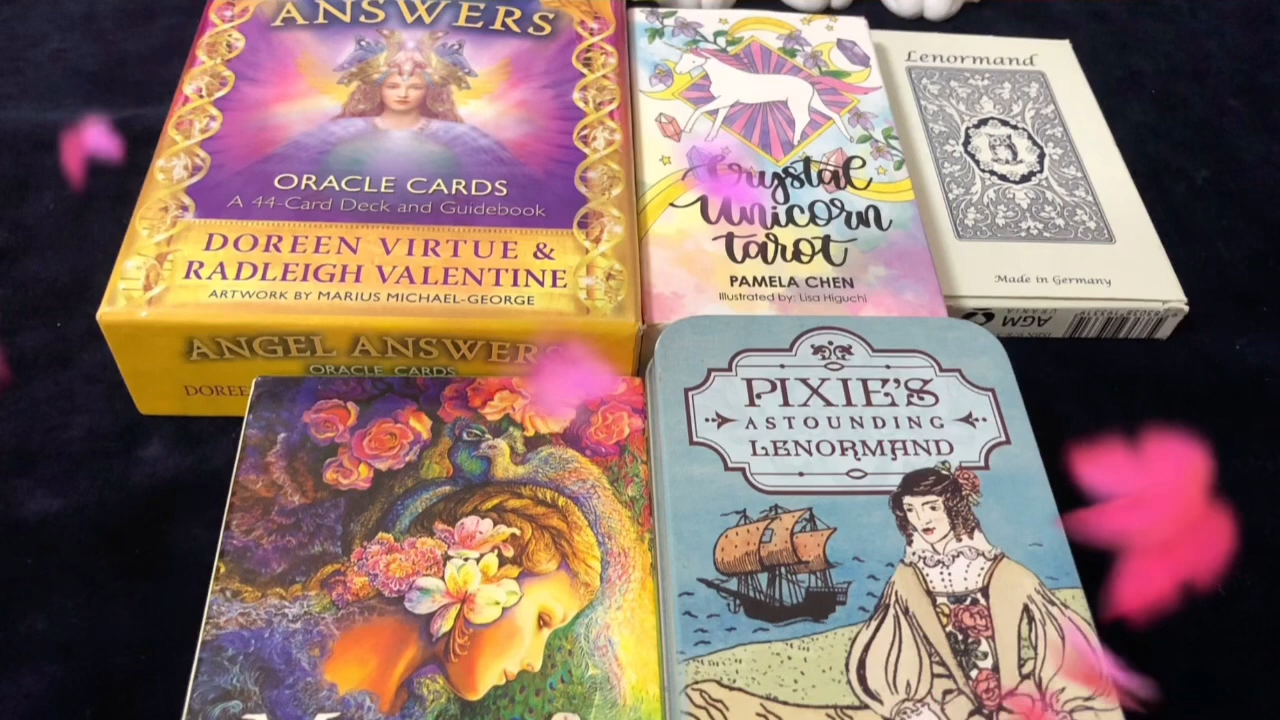 ANSWERS
ORACLE CARDS
A 44-Card Deck and Guidebook
DOREEN VIRTUE &
RADLEIGH VALENTINE
ARTWORK BY MARIUS MICHAEL-GEORGE
ANGEL ANSWERS
ORACLE CARDS
Crystal
Unicorn
tarot
PAMELA CHEN
Illustrated by: Lisa Higuchi
Lenormand
Made in Germany
AGM
URANIA
PIXIE'S
ASTOUNDING
LENORMAND